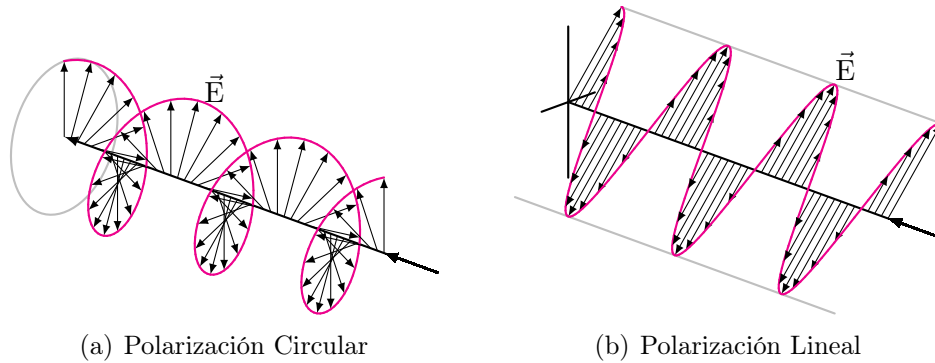 E⃗
E⃗
(a) Polarización Circular
(b) Polarización Lineal